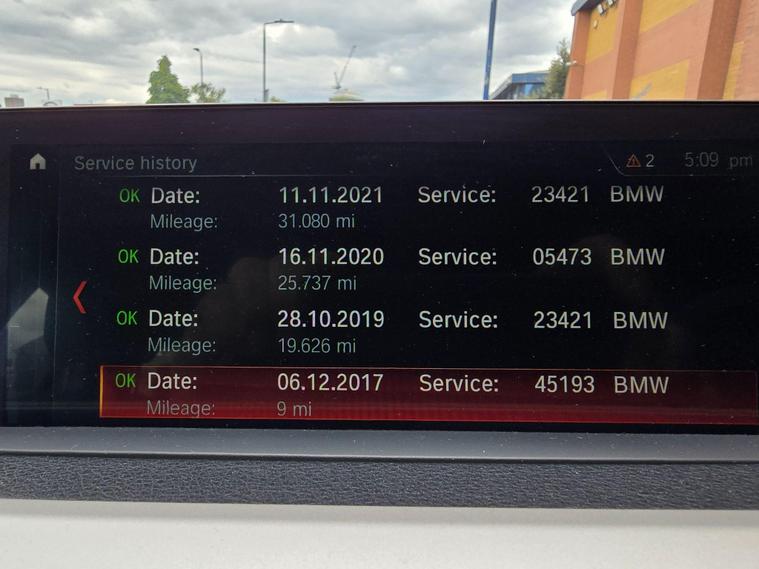 Service history 2 5:09 pm
OK Date: 11.11.2021 Service: 23421 BMW
Mileage: 31.080 mi
OK Date: 16.11.2020 Service: 05473 BMW
Mileage: 25.737 mi
OK Date: 28.10.2019 Service: 23421 BMW
Mileage: 19.626 mi
OK Date: 06.12.2017 Service: 45193 BMW
Mileage: 9 mi